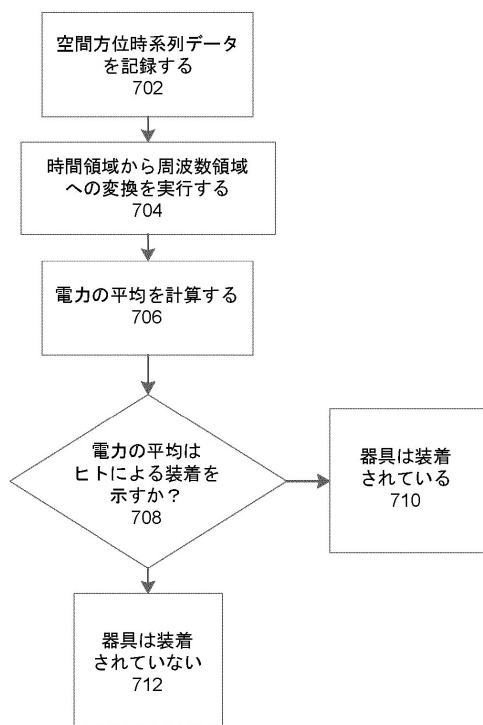 空間方位時系列データ
を記録する
702
時間領域から周波数領域
への変換を実行する
704
電力の平均を計算する
706
電力の平均は
ヒトによる装着を
示すか?
708
器具は装着
されている
710
器具は装着
されていない
712